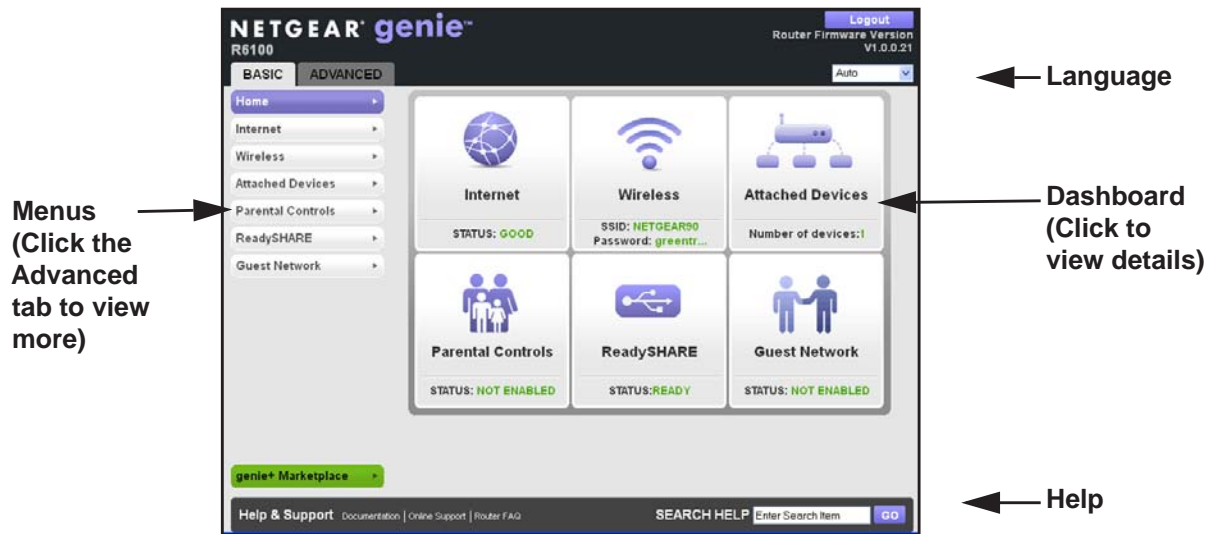 NETGEAR® genie™
R6100
Logout
Router Firmware Version
V1.0.0.21
BASIC
ADVANCED
Auto
Language
Home
Internet
Wireless
Attached Devices
Parental Controls
ReadySHARE
Guest Network
Menus
(Click the
Advanced
tab to view
more)
Internet
STATUS: GOOD
Wireless
SSID: NETGEAR90
Password: greentr...
Attached Devices
Number of devices:1
Dashboard
(Click to
view details)
Parental Controls
STATUS: NOT ENABLED
ReadySHARE
STATUS:READY
Guest Network
STATUS: NOT ENABLED
genie+ Marketplace
Help & Support Documentation | Online Support | Router FAQ
SEARCH HELP Enter Search Item GO
Help